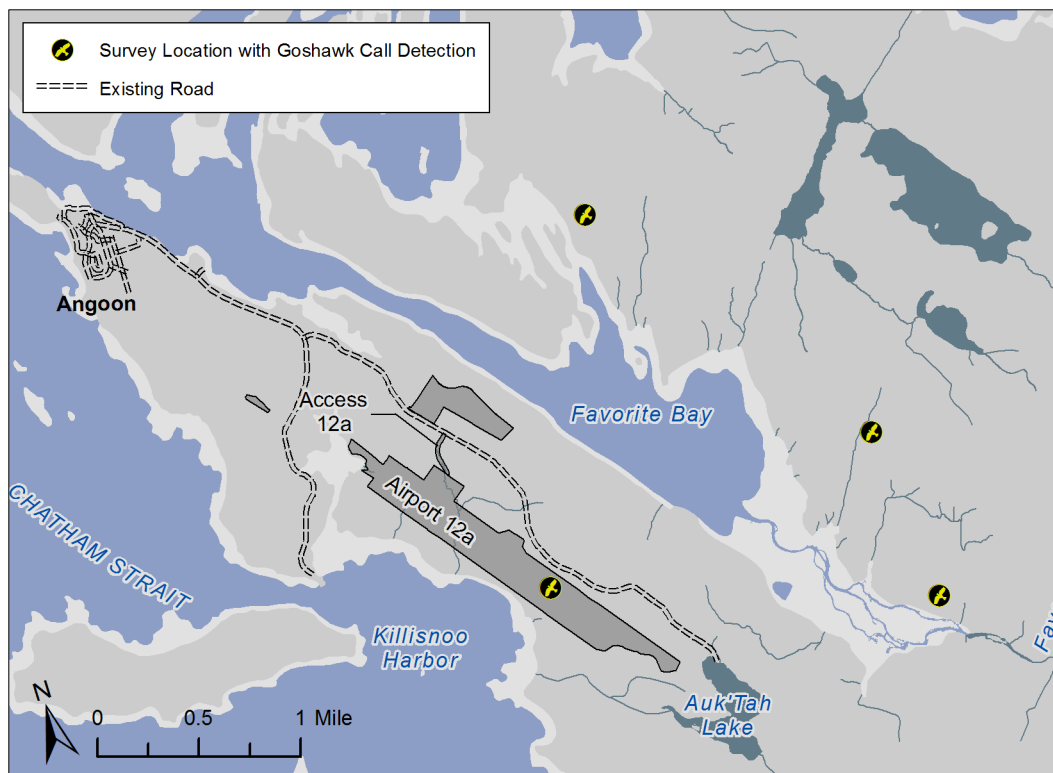 Survey Location with Goshawk Call Detection
Existing Road
Angoon
Access
12a
Favorite Bay
Airport 12a
CHATHAM STRAIT
Killisnoo
Harbor
Fav
Auk'Tah
Lake
N
0 0.5 1 Mile